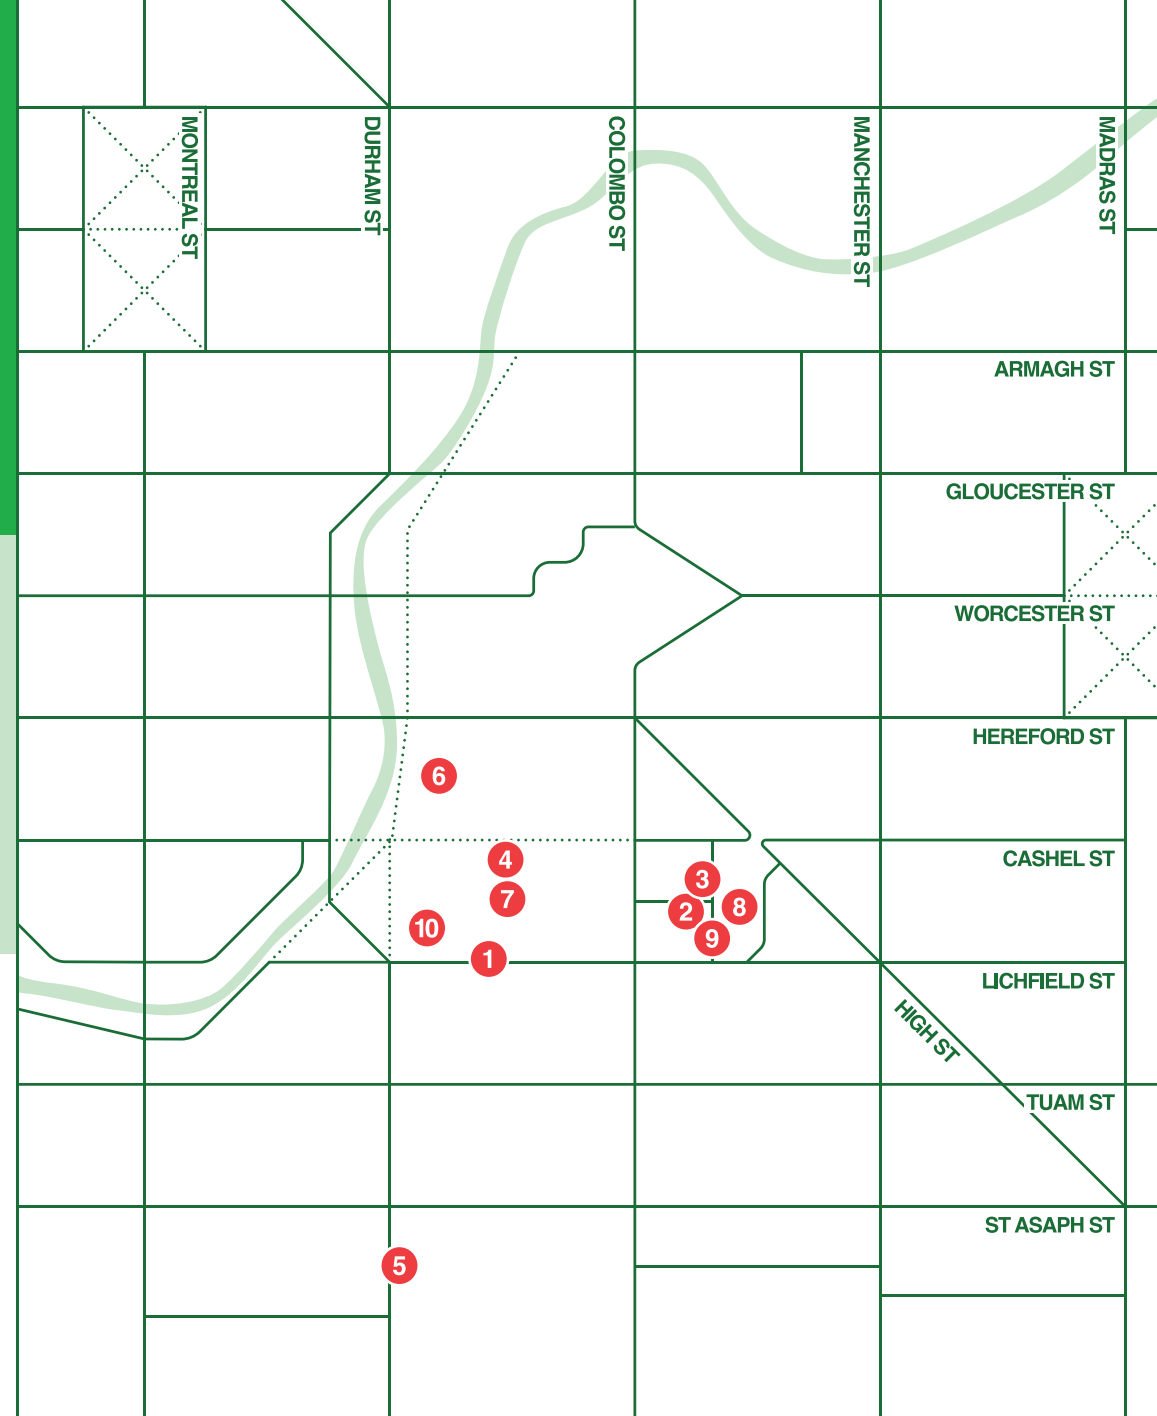 MONTREAL ST
DURHAM ST
COLOMBO ST
MANCHESTER ST
MADRAS ST
ARMAGH ST
GLOUCESTER ST
WORCESTER ST
HEREFORD ST
6
CASHEL ST
4
3
7
8
2
10
9
1
LICHFIELD ST
HIGH ST
TUAM ST
ST ASAPH ST
5